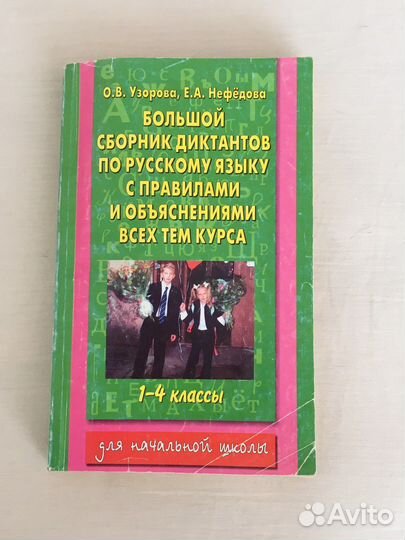 О.В. Узорова, Е.А. Нефёдова
БОЛЬШОЙ
СБОРНИК ДИКТАНТОВ
ПО РУССКОМУ ЯЗЫКУ
С ПРАВИЛАМИ
И ОБЪЯСНЕНИЯМИ
ВСЕХ ТЕМ КУРСА
1–4 классы
для начальной школы
Avito